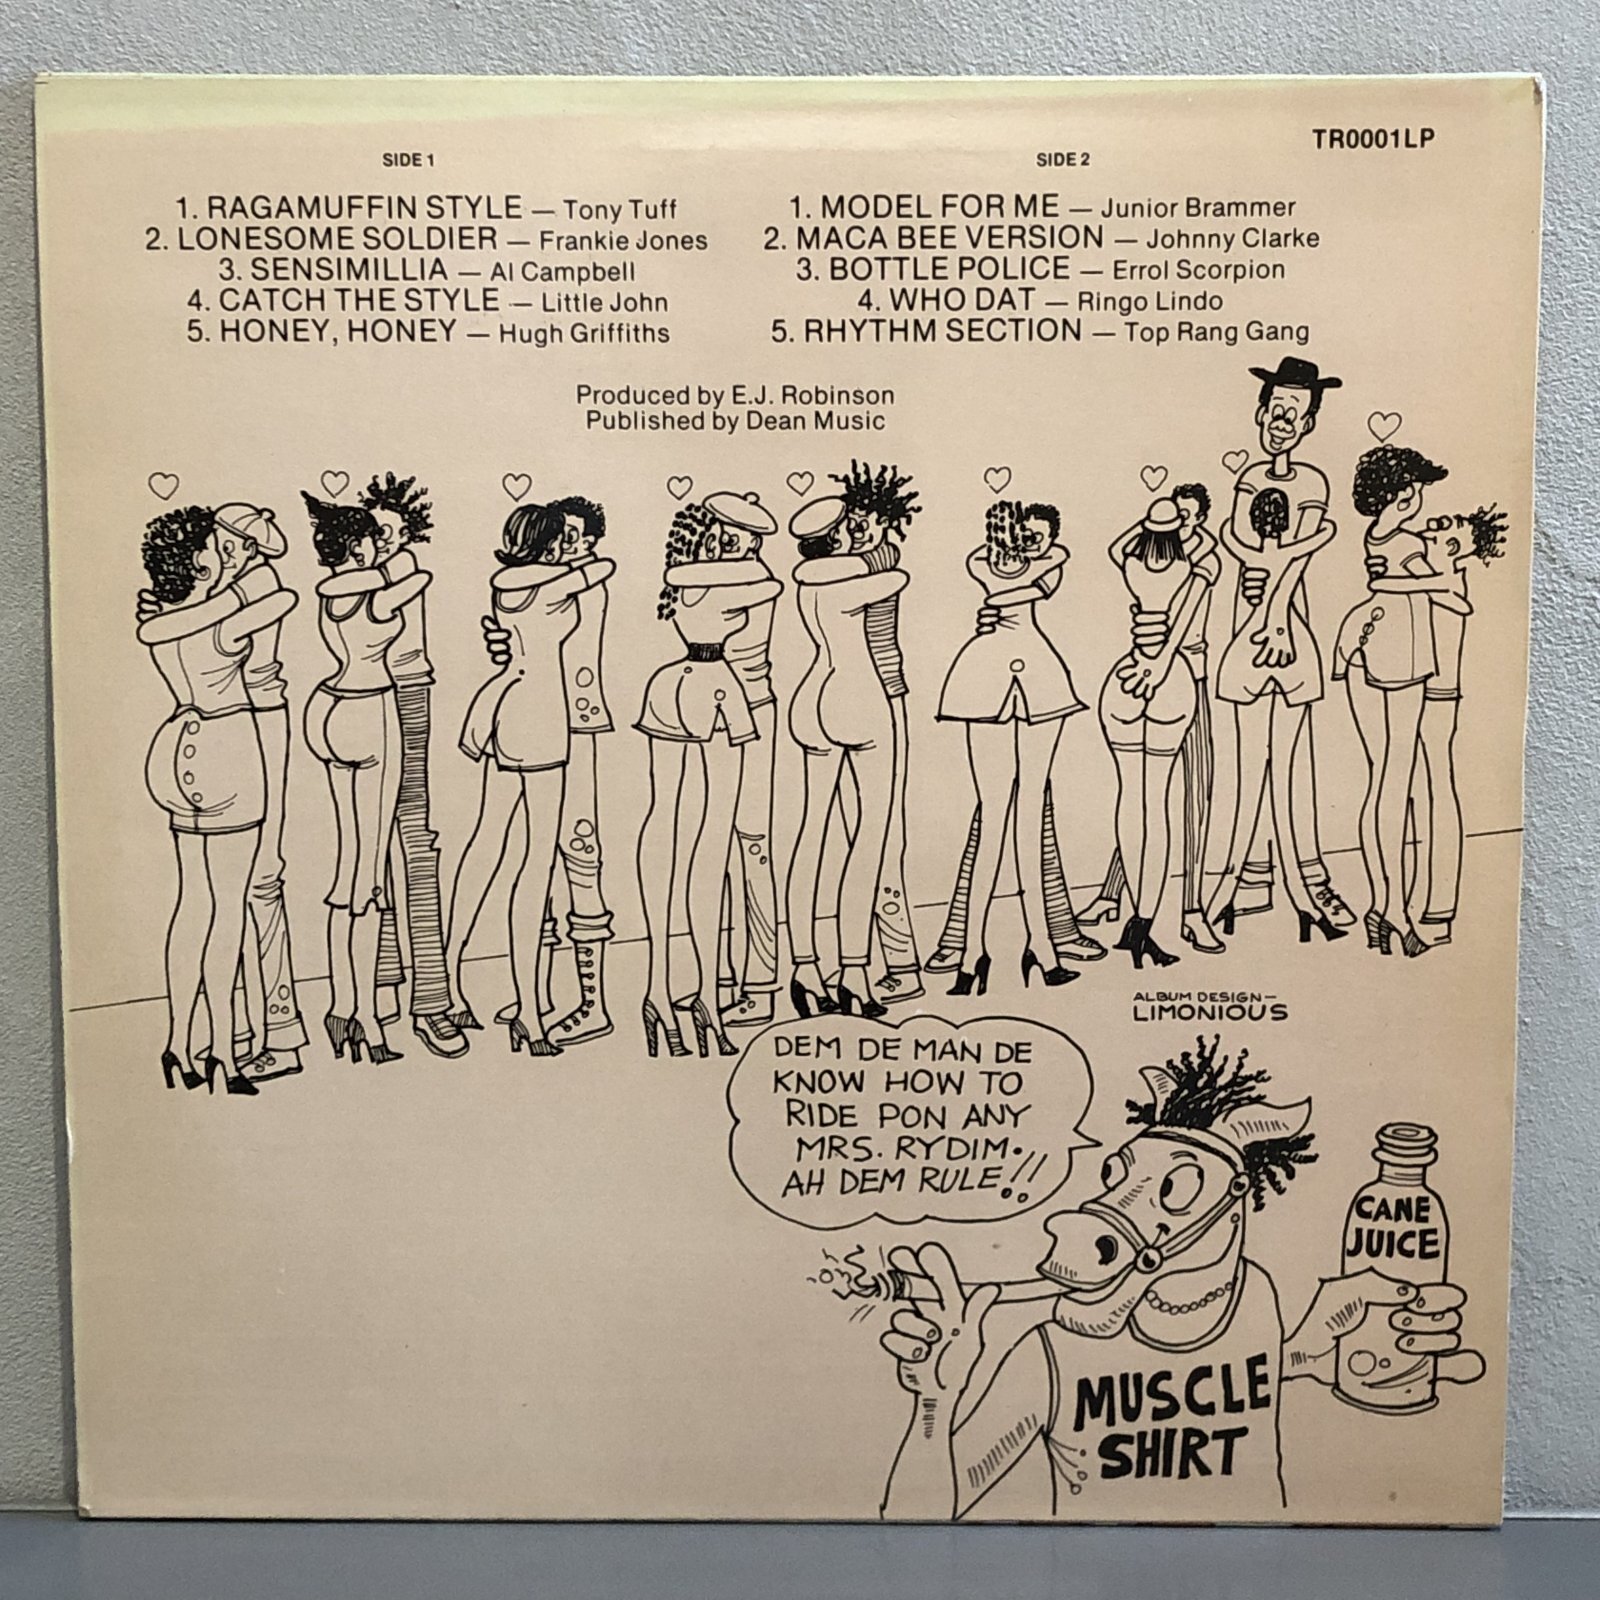 TR0001LP
SIDE 1
1. RAGAMUFFIN STYLE — Tony Tuff
2. LONESOME SOLDIER — Frankie Jones
3. SENSIMILLIA — Al Campbell
4. CATCH THE STYLE — Little John
5. HONEY, HONEY — Hugh Griffiths
SIDE 2
1. MODEL FOR ME — Junior Brammer
2. MACA BEE VERSION — Johnny Clarke
3. BOTTLE POLICE — Errol Scorpion
4. WHO DAT — Ringo Lindo
5. RHYTHM SECTION — Top Rang Gang
Produced by E.J. Robinson
Published by Dean Music
ALBUM DESIGN—
LIMONIOUS
DEM DE MAN DE
KNOW HOW TO
RIDE PON ANY
MRS. RYDIM.
AH DEM RULE!!
CANE
JUICE
MUSCLE
SHIRT